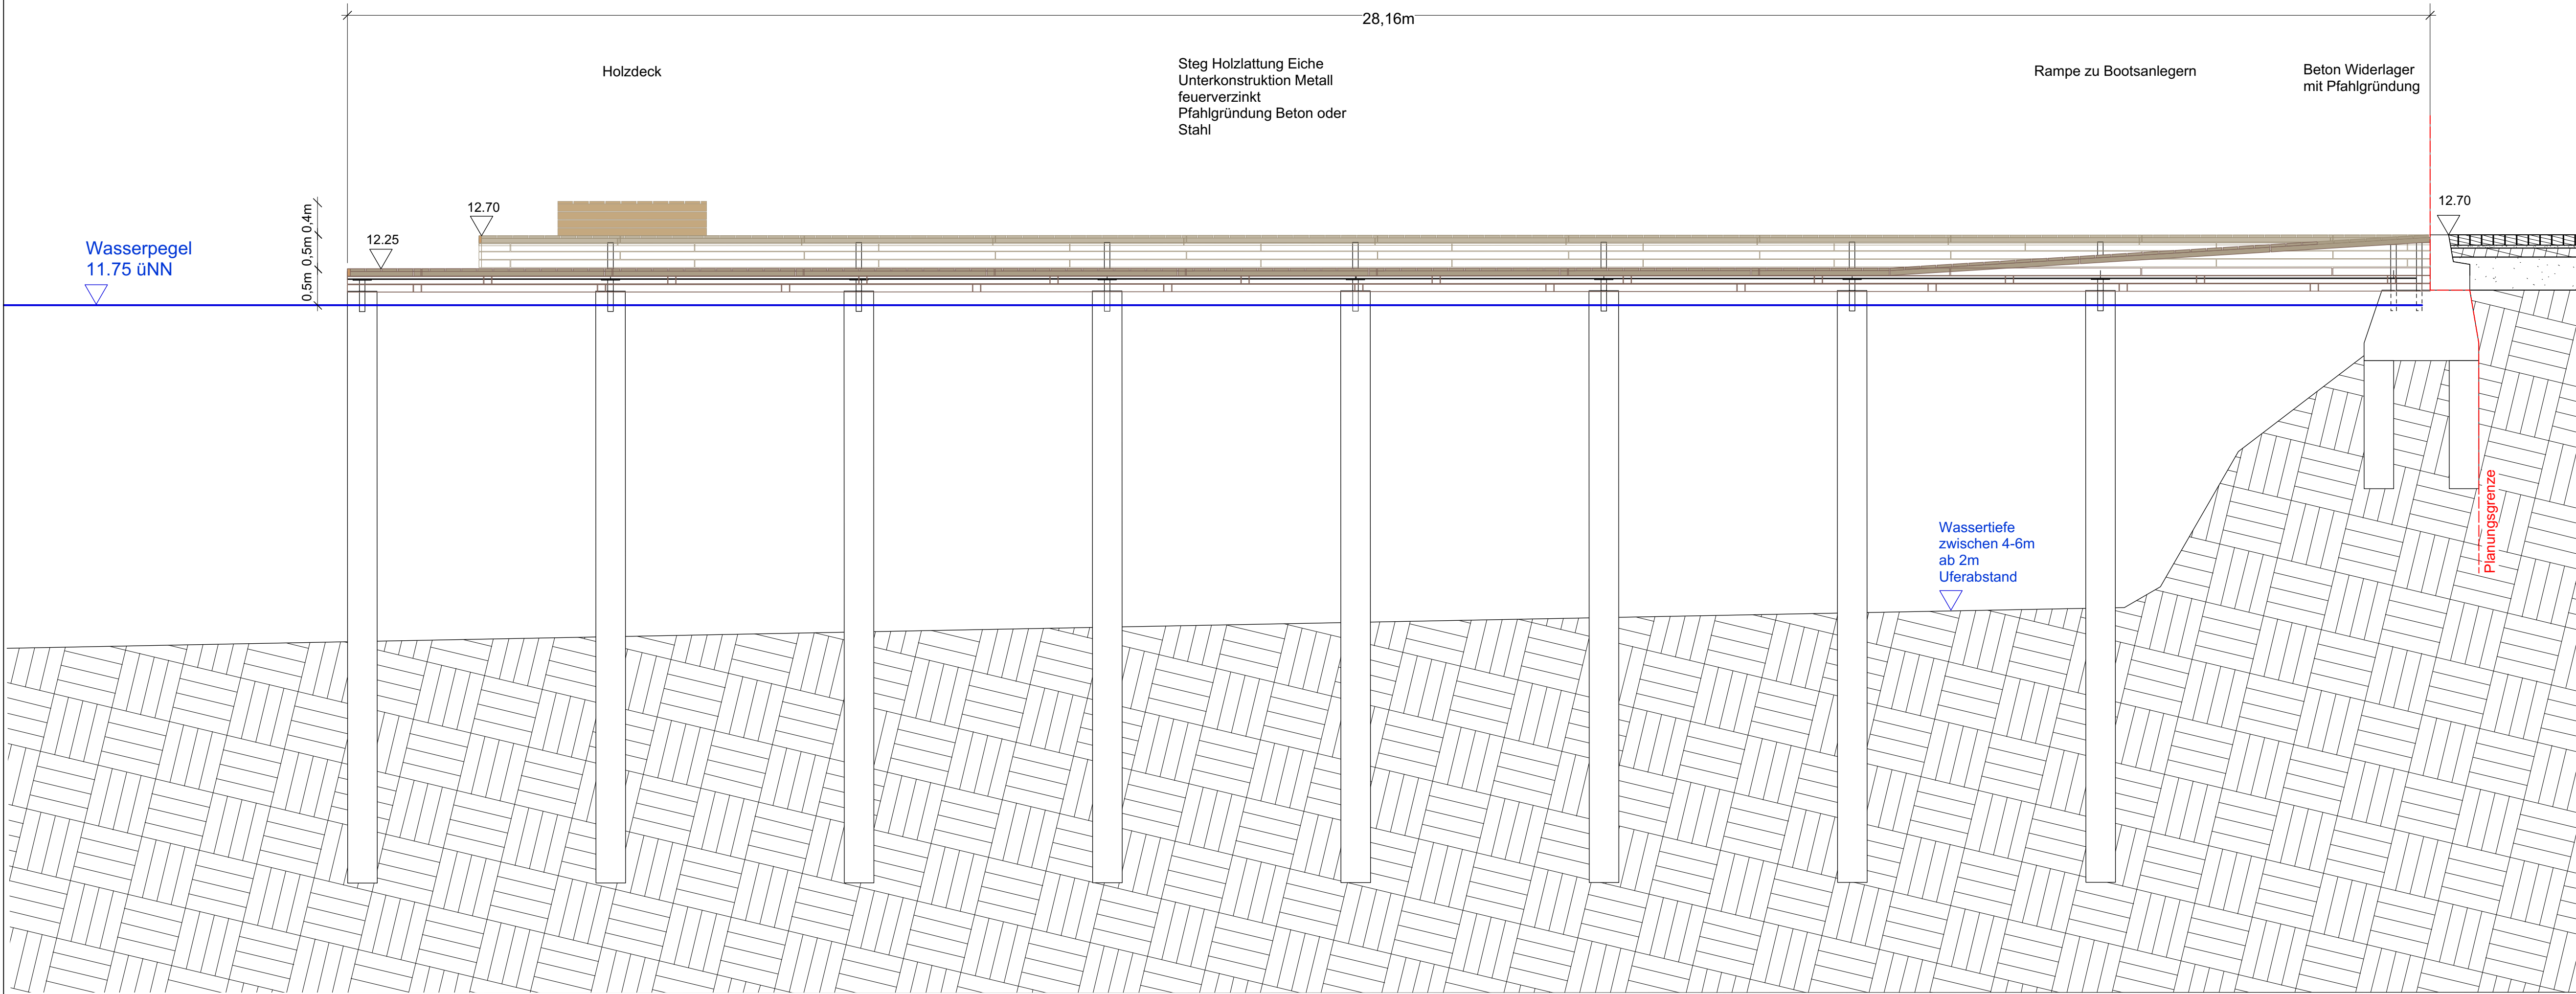 28,16m
Holzdeck
Steg Holzlattung Eiche
Unterkonstruktion Metall
feuerverzinkt
Pfahlgründung Beton oder
Stahl
Rampe zu Bootsanlegern
Beton Widerlager
mit Pfahlgründung
12.70
12.70
12.25
0,4m
0,5m
0,5m
Wasserpegel
11.75 üNN
Wassertiefe
zwischen 4-6m
ab 2m
Uferabstand
Planungsgrenze